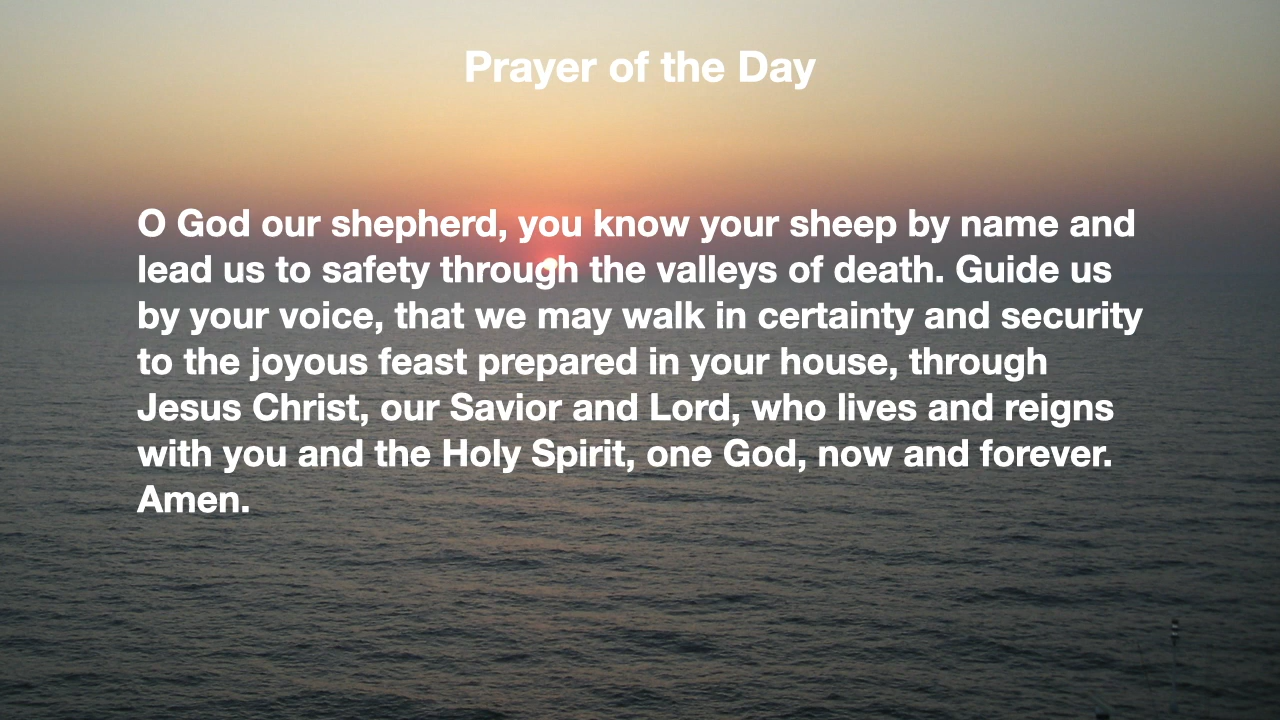 Prayer of the Day
O God our shepherd, you know your sheep by name and
lead us to safety through the valleys of death. Guide us
by your voice, that we may walk in certainty and security
to the joyous feast prepared in your house, through
Jesus Christ, our Savior and Lord, who lives and reigns
with you and the Holy Spirit, one God, now and forever.
Amen.